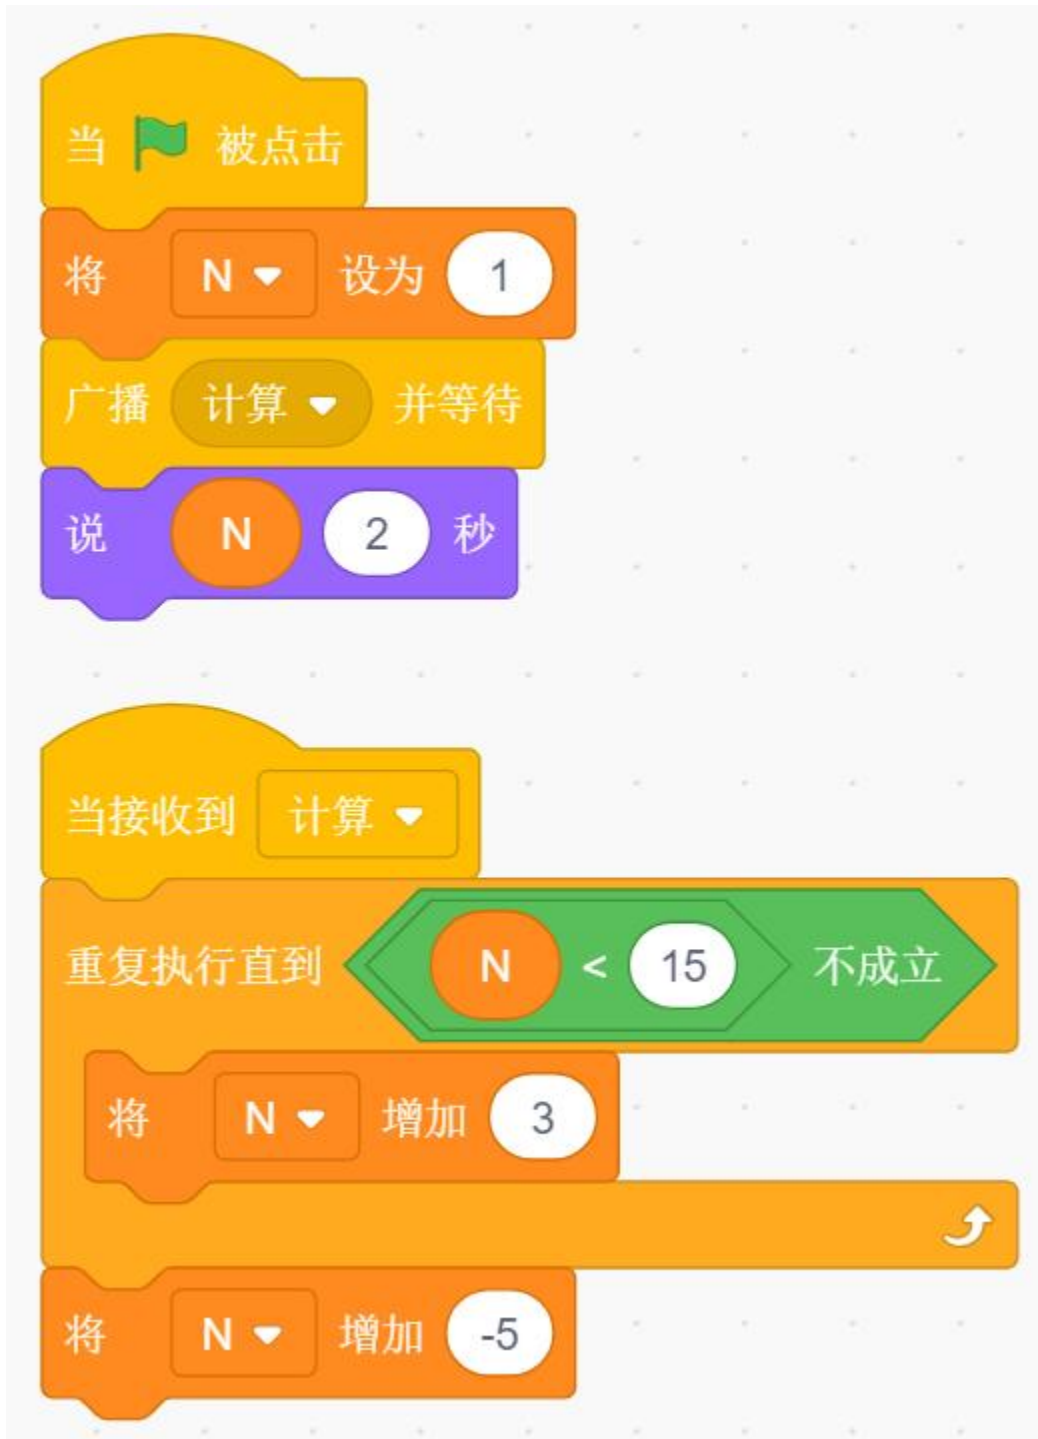 当 被点击
将 N 设为 1
广播 计算 并等待
说 N 2 秒
当接收到 计算
重复执行直到 N < 15 不成立
将 N 增加 3
将 N 增加 -5